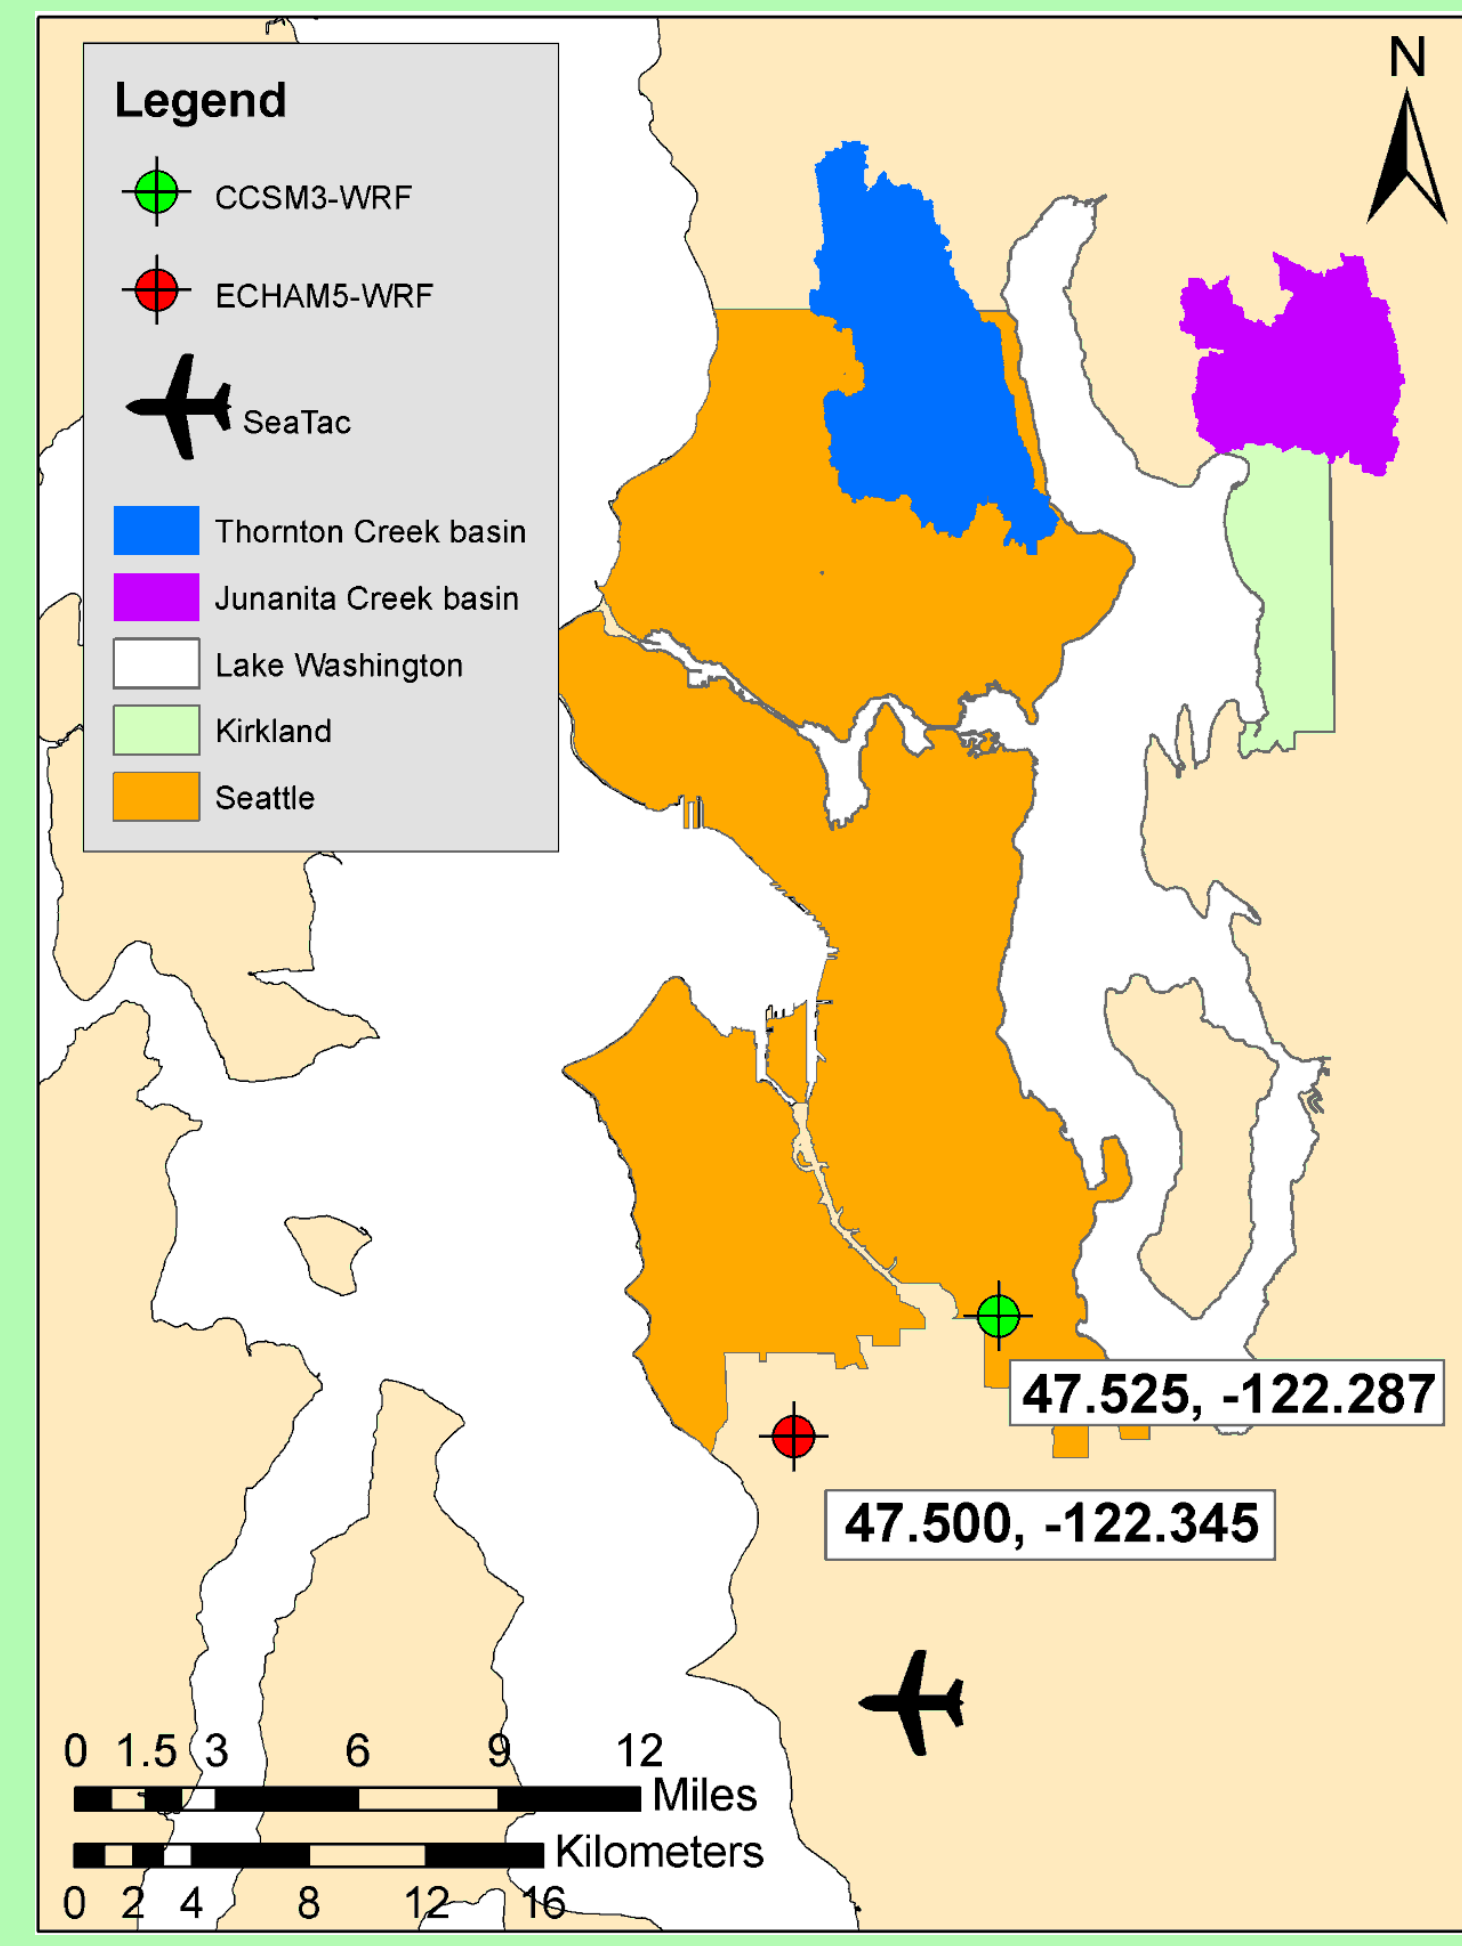 N
Legend
CCSM3-WRF
ECHAM5-WRF
SeaTac
Thornton Creek basin
Junanita Creek basin
Lake Washington
Kirkland
Seattle
47.525, -122.287
47.500, -122.345
0 1.5 3 6 9 12
Miles
Kilometers
0 2 4 8 12 16